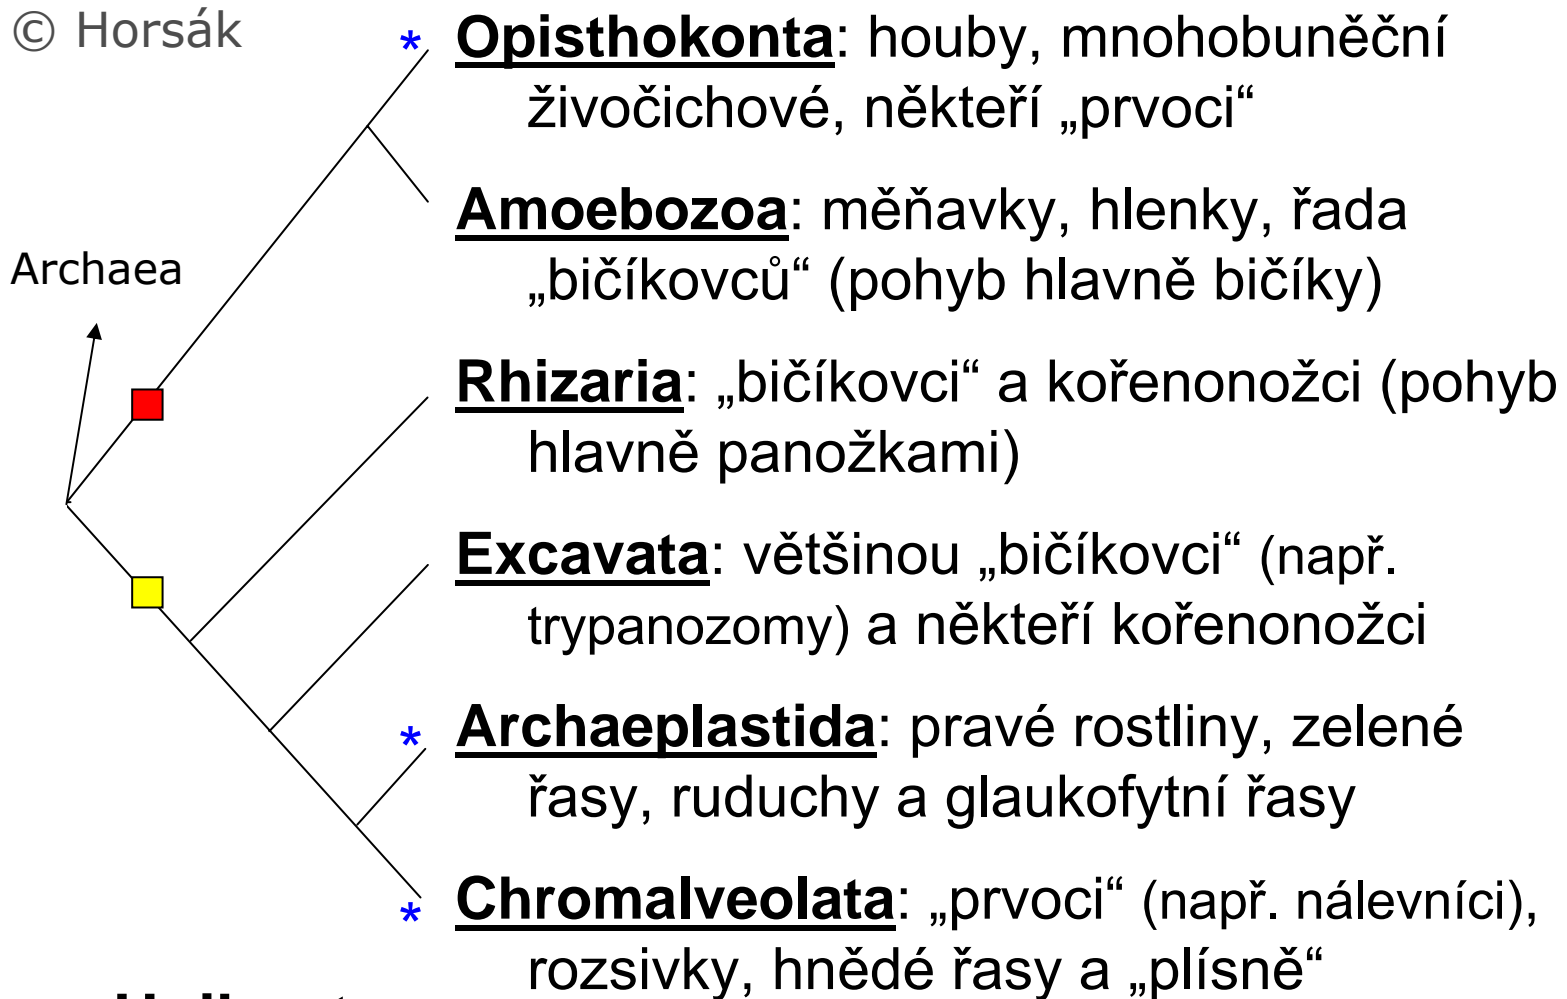 © Horsák
* Opisthokonta: houby, mnohobuněční
živočichové, někteří „prvoci“
Amoebozoa: měňavky, hlenky, řada
„bičíkovců“ (pohyb hlavně bičíky)
Archaea
Rhizaria: „bičíkovci“ a kořenonožci (pohyb
hlavně panožkami)
Excavata: většinou „bičíkovci“ (např.
trypanozomy) a někteří kořenonožci
* Archaeplastida: pravé rostliny, zelené
řasy, ruduchy a glaukofytní řasy
* Chromalveolata: „prvoci“ (např. nálevníci),
rozsivky, hnědé řasy a „plísně“